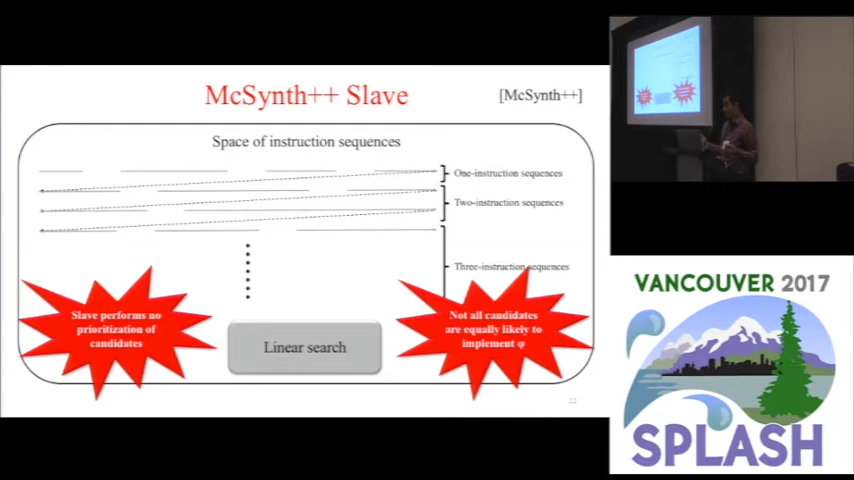 McSynth++ Slave
[McSynth++]
Space of instruction sequences
One-instruction sequences
Two-instruction sequences
Three-instruction sequences
Slave performs no
prioritization of
candidates
Not all candidates
are equally likely to
implement φ
Linear search
12
VANCOUVER 2017
SPLASH